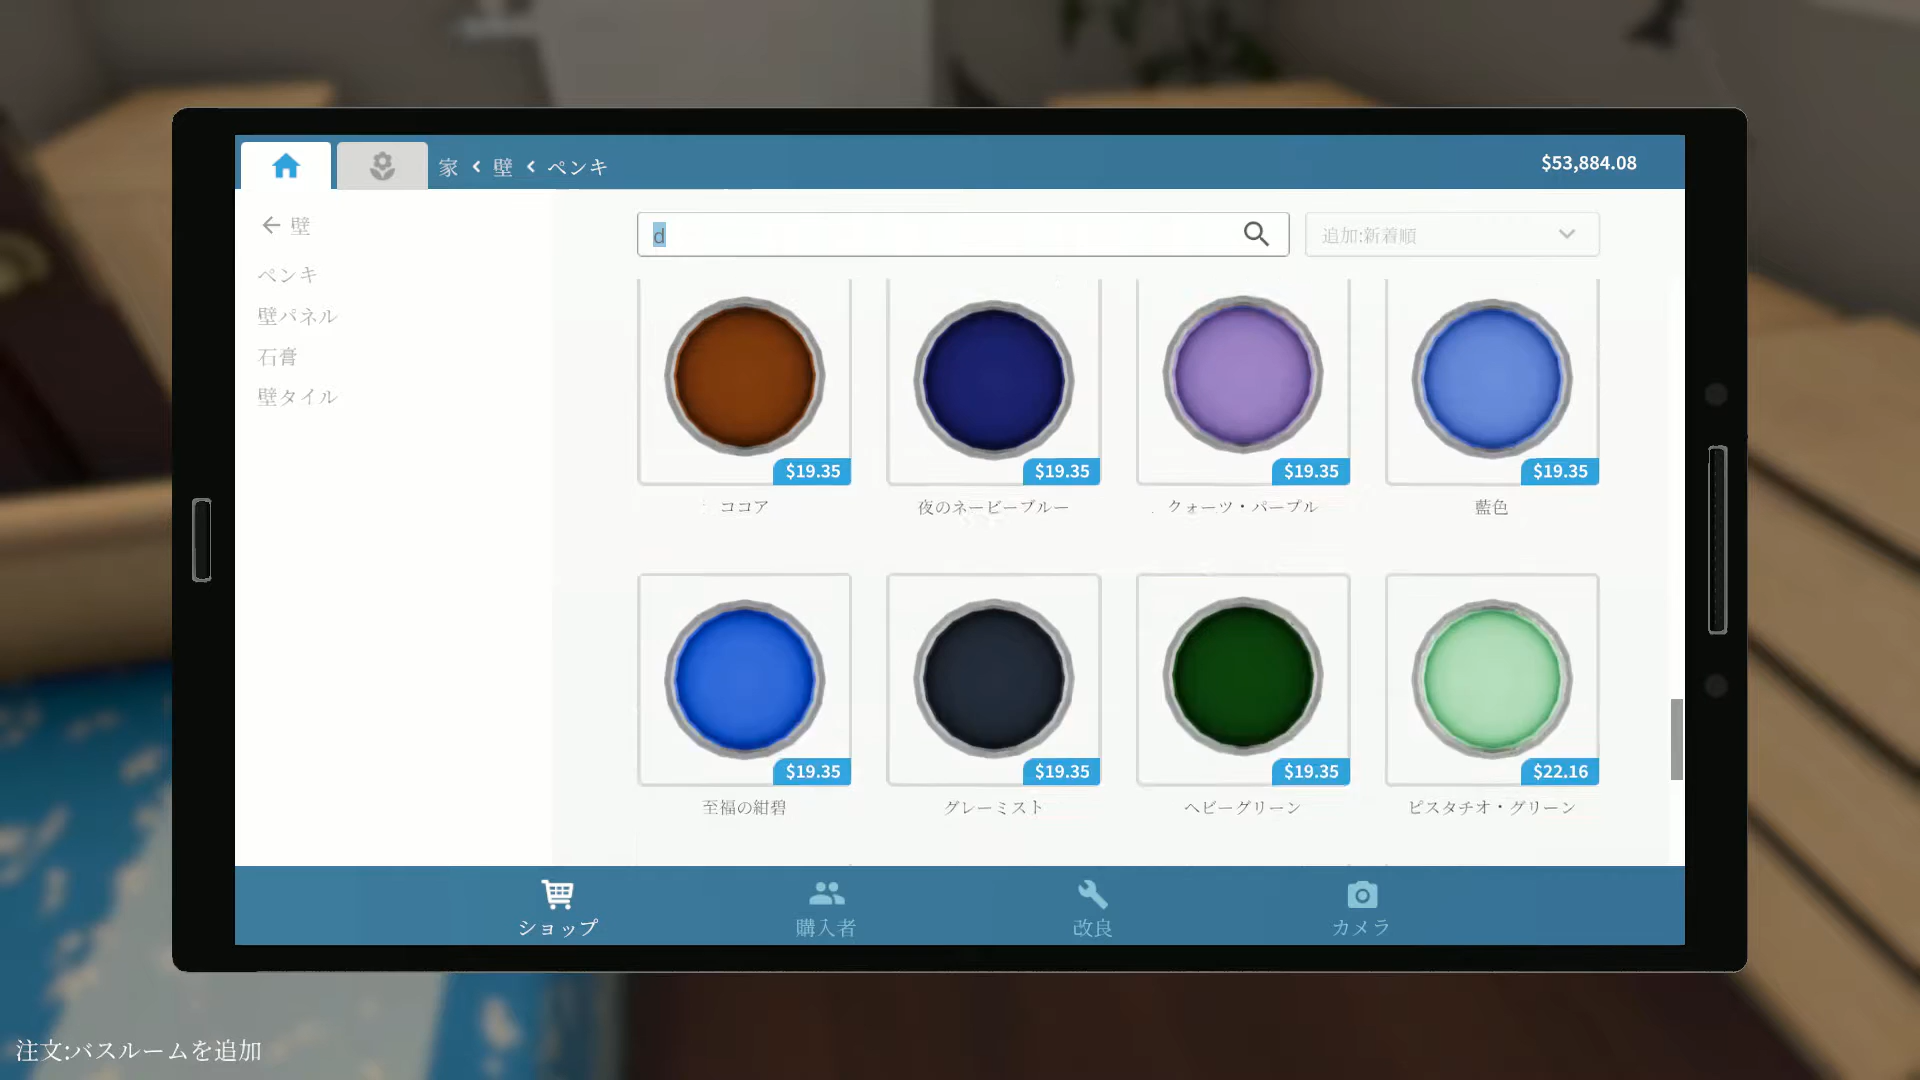 家 < 壁 < ペンキ
$53,884.08
壁
d
追加:新着順
ペンキ
壁パネル
石膏
壁タイル
$19.35
$19.35
$19.35
$19.35
ココア
夜のネービーブルー
クォーツ・パープル
藍色
$19.35
$19.35
$19.35
$22.16
至福の紺碧
グレーミスト
ヘビーグリーン
ピスタチオ・グリーン
ショップ
購入者
改良
カメラ
注文:バスルームを追加